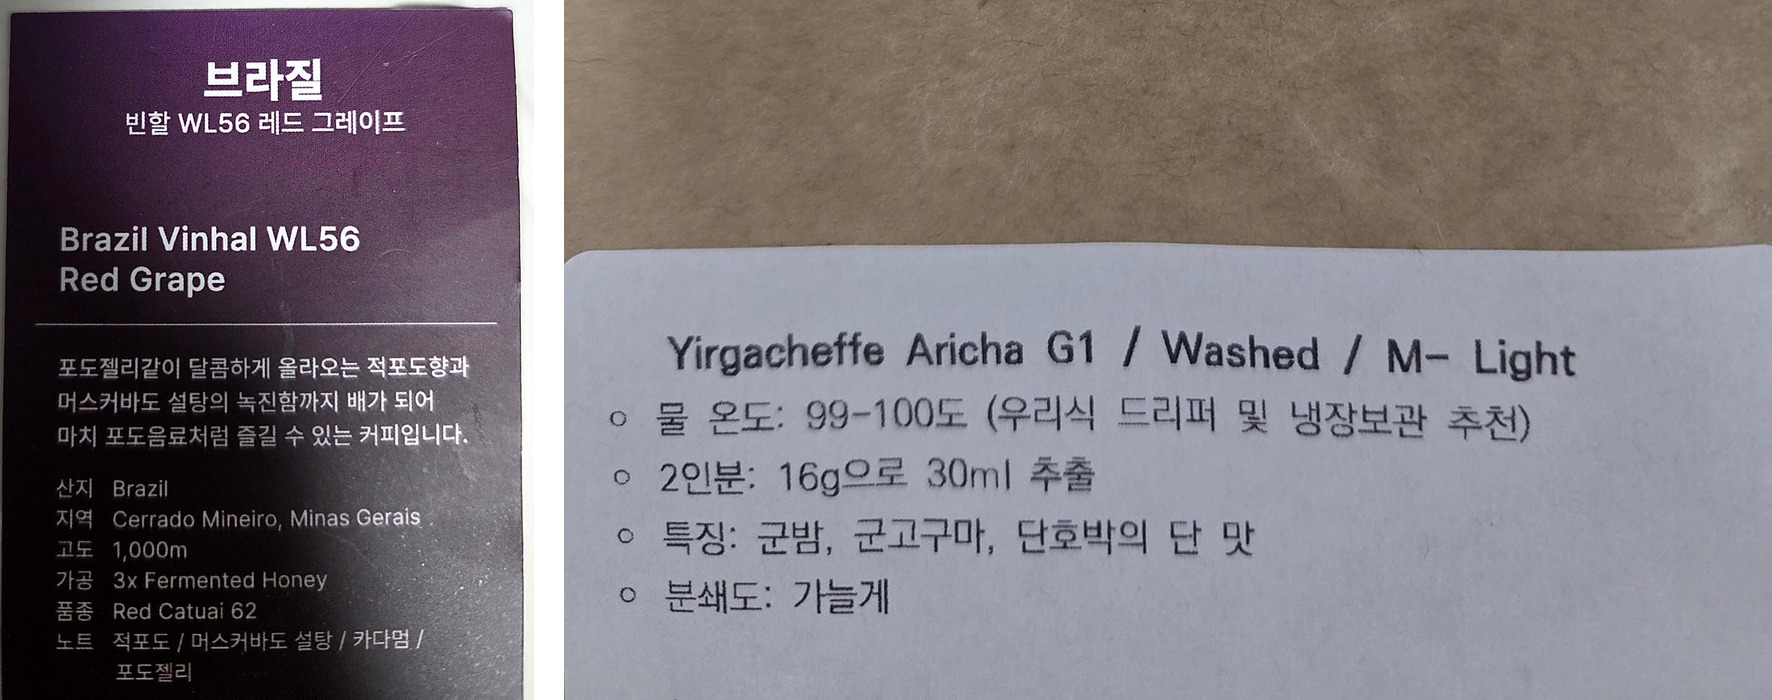 브라질
빈할 WL56 레드 그레이프
Brazil Vinhal WL56
Red Grape
포도젤리같이 달콤하게 올라오는 적포도향과
머스커바도 설탕의 녹진함까지 배가 되어
마치 포도음료처럼 즐길 수 있는 커피입니다.
산지 Brazil
지역 Cerrado Mineiro, Minas Gerais
고도 1,000m
가공 3x Fermented Honey
품종 Red Catuai 62
노트 적포도 / 머스커바도 설탕 / 카다멈 /
포도젤리
Yirgacheffe Aricha G1 / Washed / M- Light
○ 물 온도: 99-100도 (우리식 드리퍼 및 냉장보관 추천)
○ 2인분: 16g으로 30ml 추출
○ 특징: 군밤, 군고구마, 단호박의 단 맛
○ 분쇄도: 가늘게